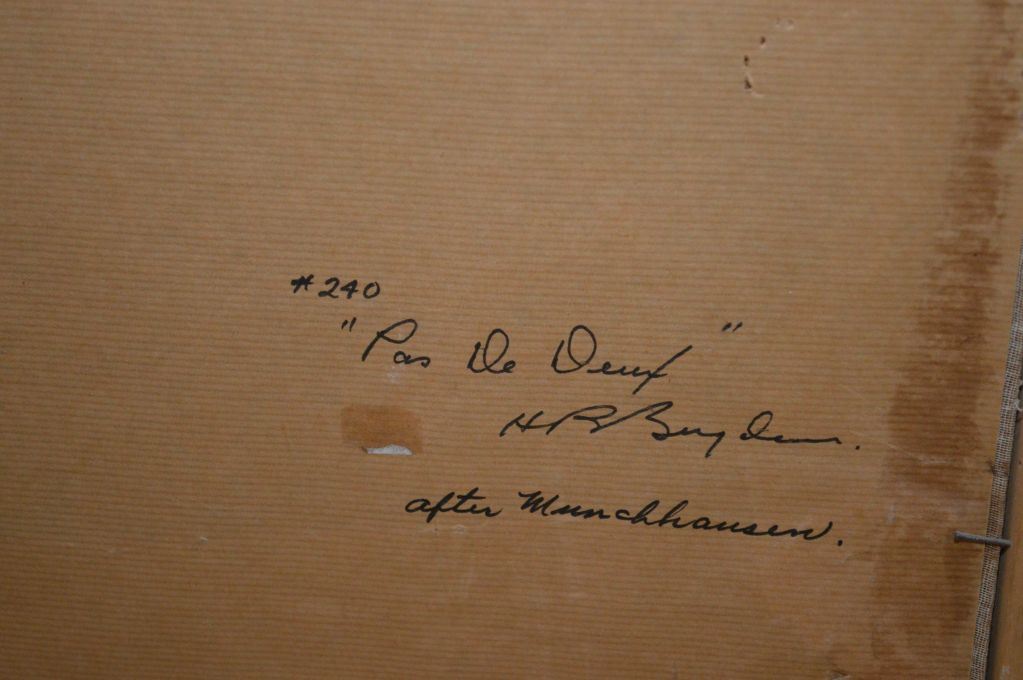 #240
"Pas De Deux"
H R
after Munchhausen.